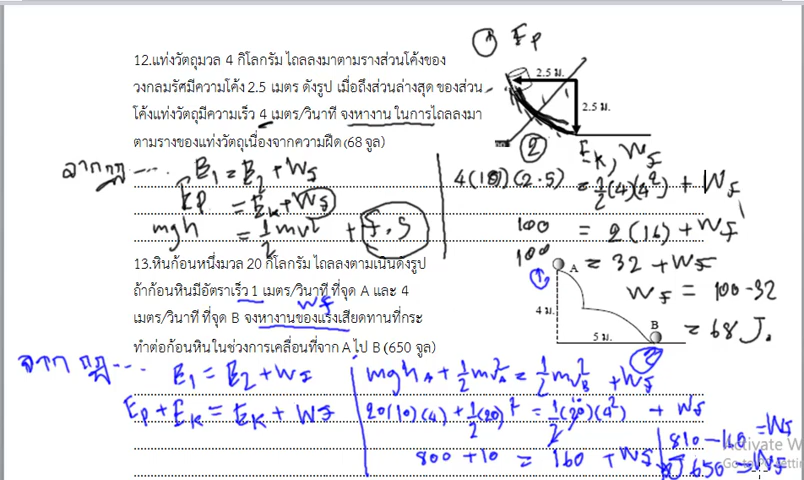 ① Ep
12.แท่งวัตถุมวล 4 กิโลกรัม ไถลลงมาตามรางส่วนโค้งของ
วงกลมรัศมีความโค้ง 2.5 เมตร ดังรูป เมื่อถึงส่วนล่างสุด ของส่วน
โค้งแท่งวัตถุมีความเร็ว 4 เมตร/วินาที จงหางาน ในการไถลลงมา
ตามรางของแท่งวัตถุเนื่องจากความฝืด (68 จูล)
2.5 ม.
2.5 ม.
②
Ek, Wf
จากกฎ ....
E1 = E2 + Wf
Ep = Ek + Wf
mgh = 1/2 mv² + f.s
4(10)(2.5) = 1/2(4)(4²) + Wf
100 = 2(16) + Wf
100 = 32 + Wf
Wf = 100-32
= 68 J.
13.หินก้อนหนึ่งมวล 20 กิโลกรัม ไถลลงตามเนินดังรูป
ถ้าก้อนหินมีอัตราเร็ว 1 เมตร/วินาที ที่จุด A และ 4
Wf
เมตร/วินาที ที่จุด B จงหางานของแรงเสียดทานที่กระ
ทำต่อก้อนหินในช่วงการเคลื่อนที่จาก A ไป B (650 จูล)
①
A
4 ม.
5 ม.
B
②
จากกฎ ....
E1 = E2 + Wf
Ep + Ek = Ek + Wf
mghA + 1/2 mvA² = 1/2 mvB² + Wf
20(10)(4) + 1/2(20)² = 1/2(20)(4²) + Wf
10
800 + 10 = 160 + Wf
810 - 160 = Wf
650 = Wf
Activate W